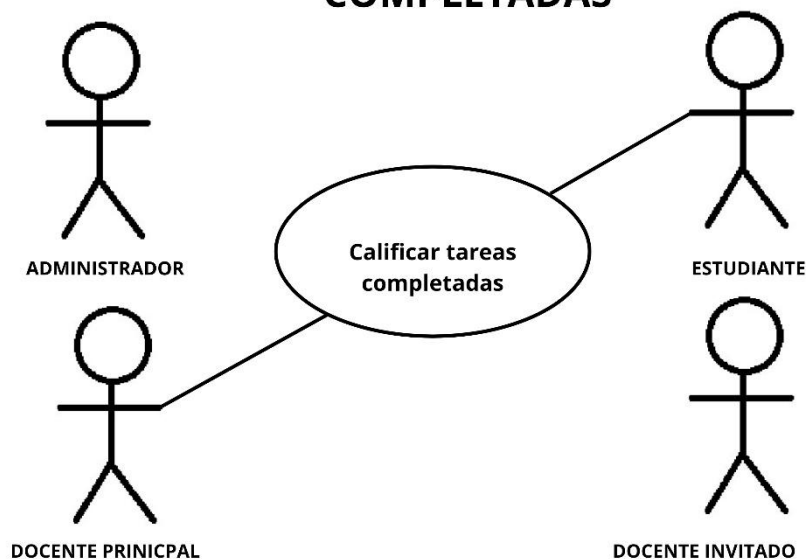 COMPLETADAS
ADMINISTRADOR
Calificar tareas
completadas
ESTUDIANTE
DOCENTE PRINICPAL
DOCENTE INVITADO